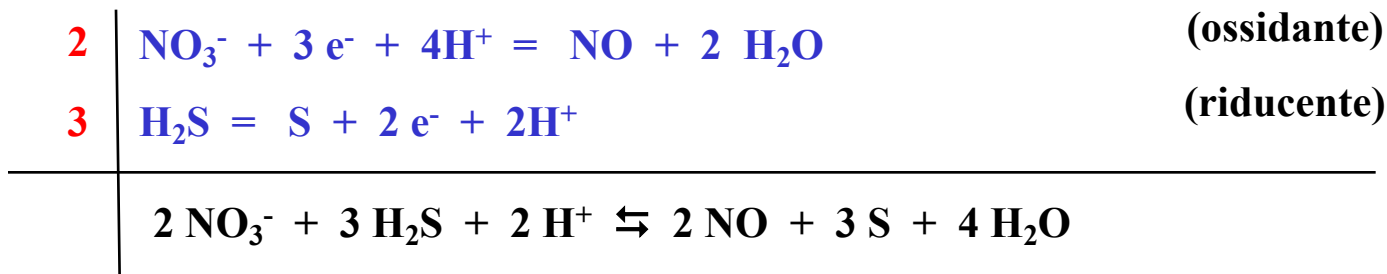 2 NO₃⁻ + 3 e⁻ + 4H⁺ = NO + 2 H₂O (ossidante)
3 H₂S = S + 2 e⁻ + 2H⁺ (riducente)
2 NO₃⁻ + 3 H₂S + 2 H⁺ ⇆ 2 NO + 3 S + 4 H₂O